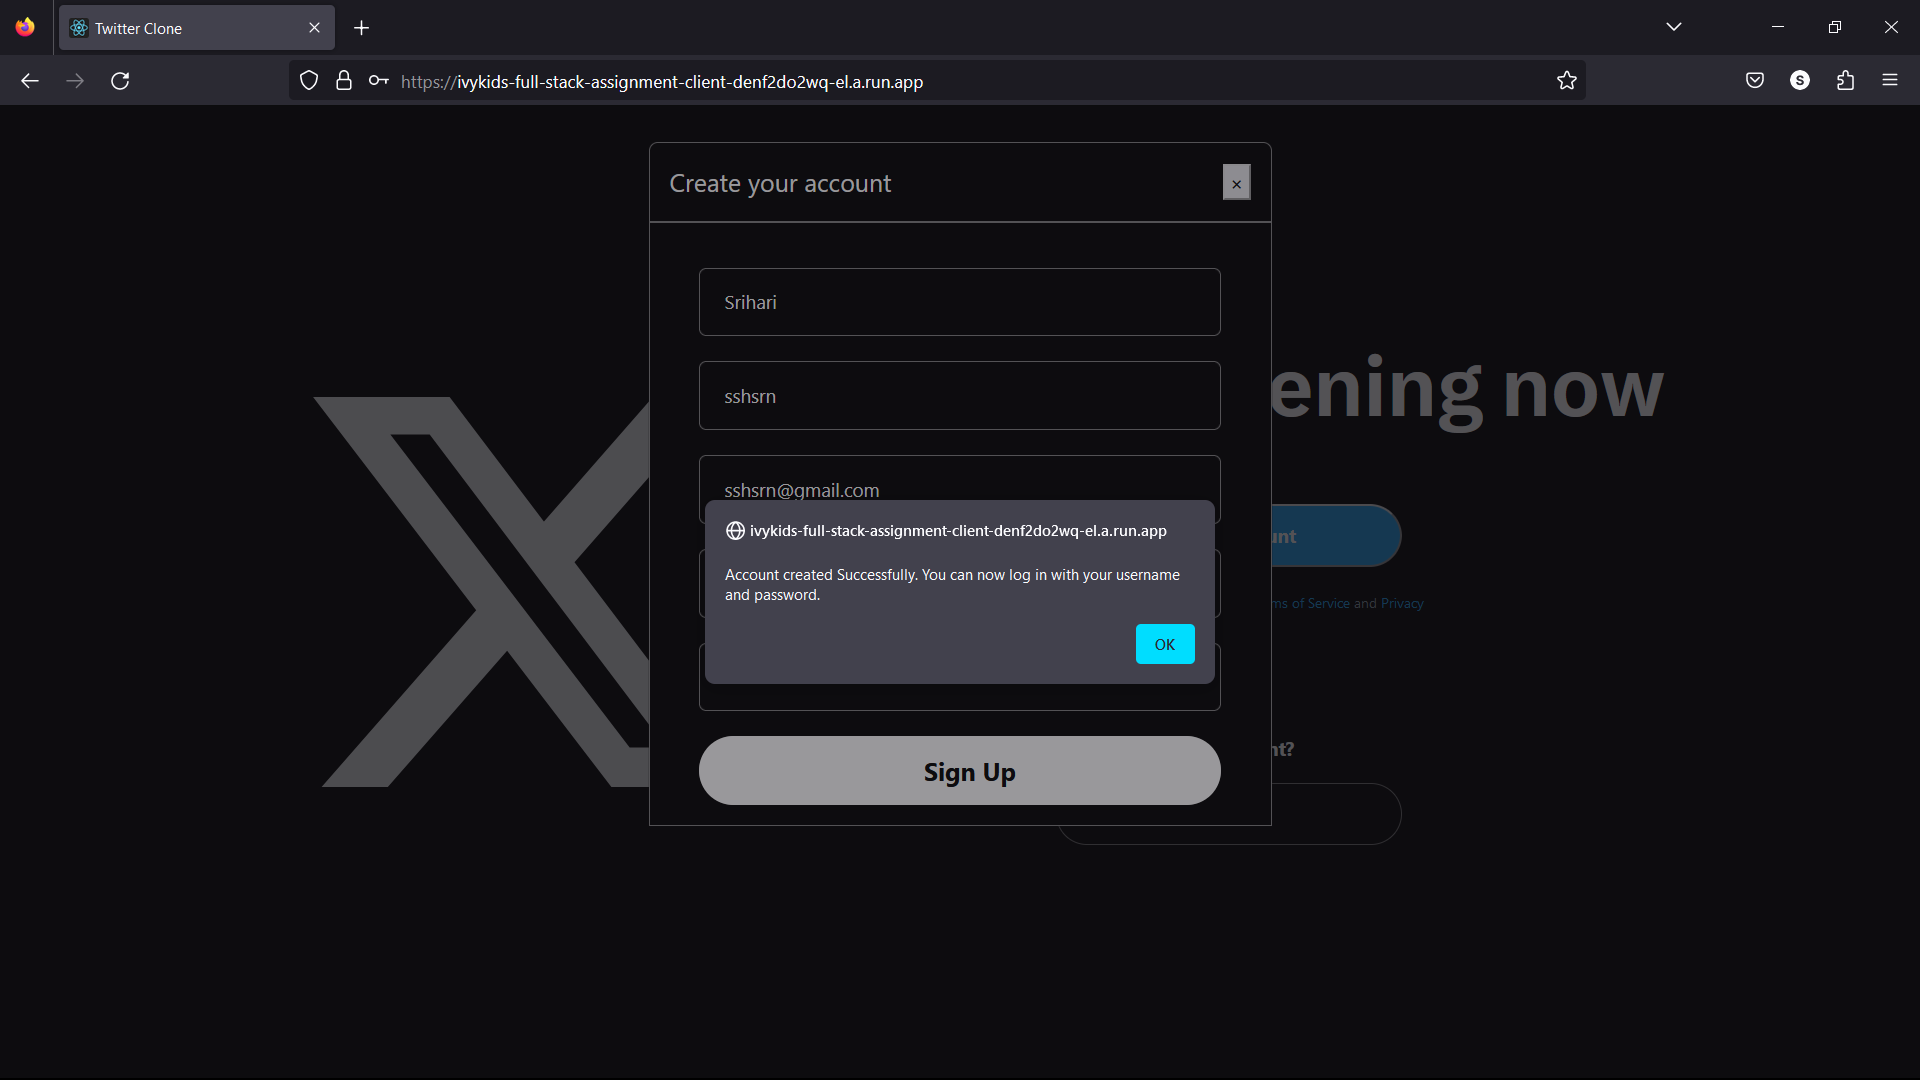 Twitter Clone
https://ivykids-full-stack-assignment-client-denf2do2wq-el.a.run.app
S
Create your account
×
Srihari
sshsrn
sshsrn@gmail.com
ening now
unt
ms of Service and Privacy
ivykids-full-stack-assignment-client-denf2do2wq-el.a.run.app
Account created Successfully. You can now log in with your username
and password.
OK
nt?
Sign Up